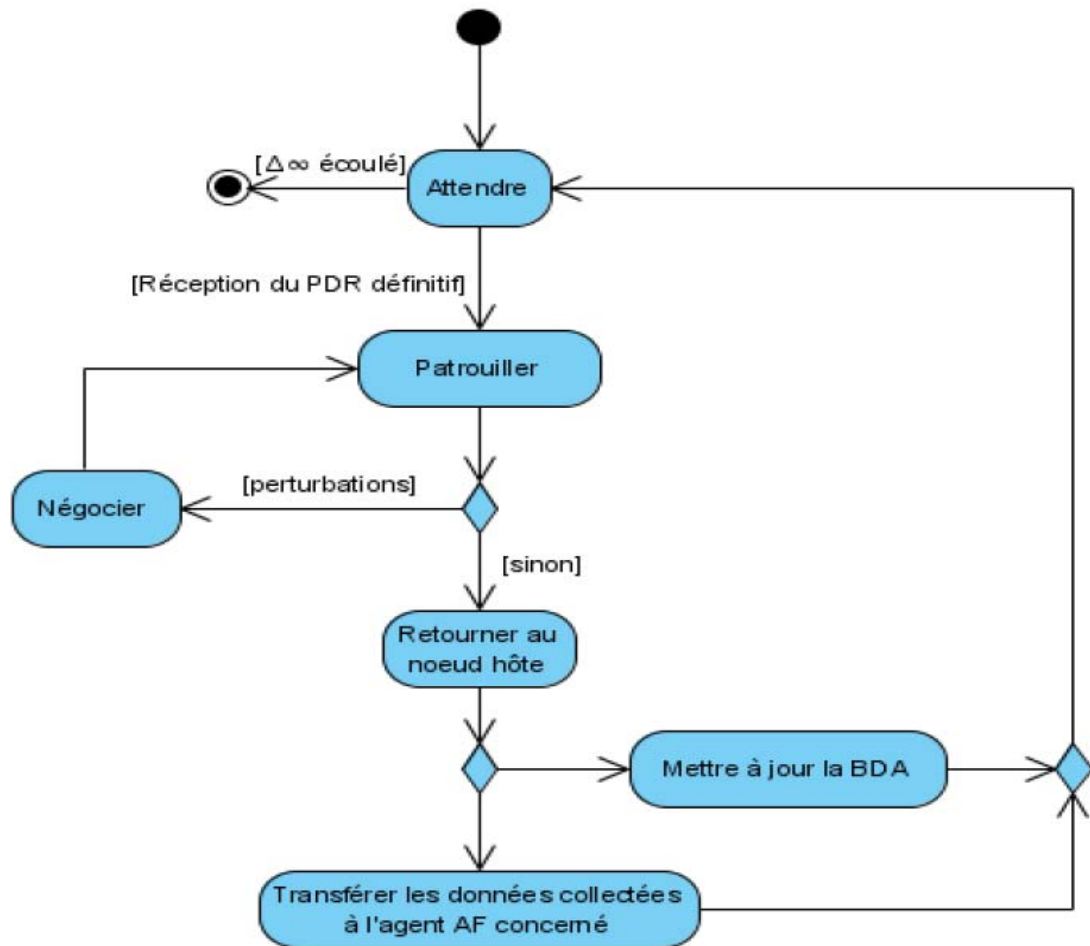 [Δ∞ écoulé]
Attendre
[Réception du PDR définitif]
Patrouiller
[perturbations]
Négocier
[sinon]
Retourner au
noeud hôte
Mettre à jour la BDA
Transférer les données collectées
à l'agent AF concerné